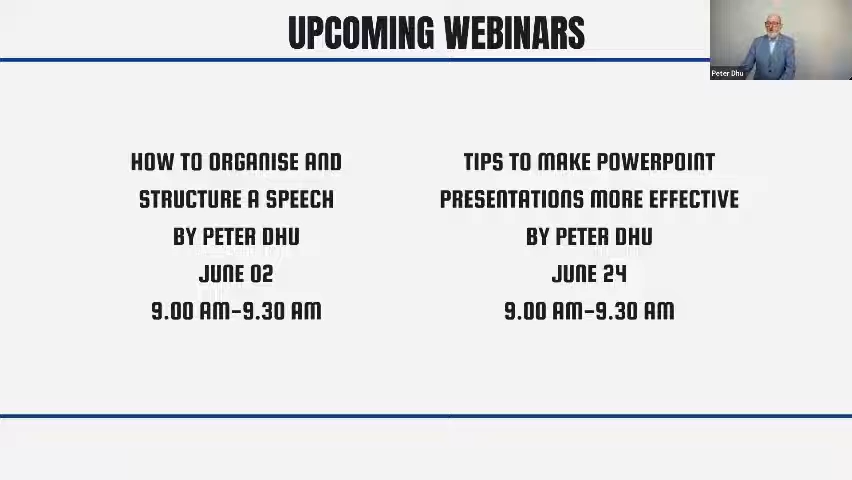 UPCOMING WEBINARS
Peter Dhu
HOW TO ORGANISE AND
STRUCTURE A SPEECH
BY PETER DHU
JUNE 02
9.00 AM-9.30 AM
TIPS TO MAKE POWERPOINT
PRESENTATIONS MORE EFFECTIVE
BY PETER DHU
JUNE 24
9.00 AM-9.30 AM